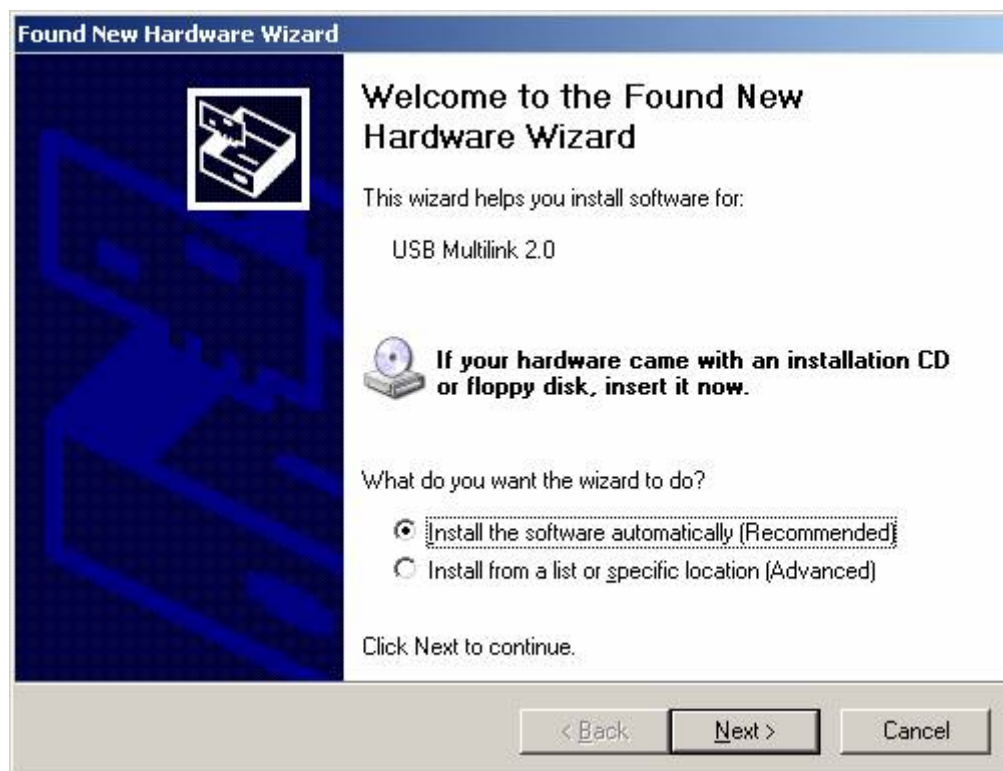 Found New Hardware Wizard
Welcome to the Found New
Hardware Wizard
This wizard helps you install software for:
USB Multilink 2.0
If your hardware came with an installation CD
or floppy disk, insert it now.
What do you want the wizard to do?
Install the software automatically (Recommended)
Install from a list or specific location (Advanced)
Click Next to continue.
< Back
Next >
Cancel